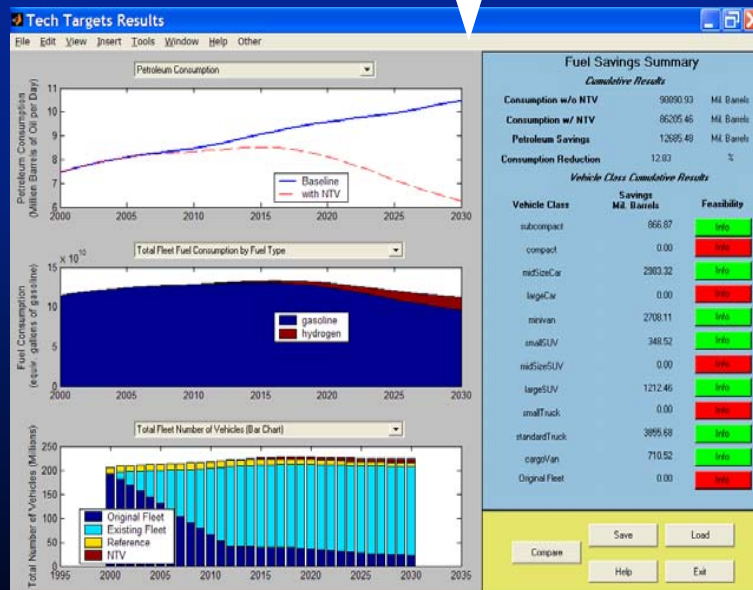 Tech Targets Results
File Edit View Insert Tools Window Help Other
Petroleum Consumption
Petroleum Consumption
(Million Barrels of Oil per Day)
11
10
9
8
7
6
Baseline
with NTV
2000 2005 2010 2015 2020 2025 2030
Total Fleet Fuel Consumption by Fuel Type
× 10^10
Fuel Consumption
(equiv. gallons of gasoline)
15
10
5
0
gasoline
hydrogen
2000 2005 2010 2015 2020 2025 2030
Total Fleet Number of Vehicles (Bar Chart)
Total Number of Vehicles (Millions)
250
200
150
100
50
0
Original Fleet
Existing Fleet
Reference
NTV
1995 2000 2005 2010 2015 2020 2025 2030 2035
Fuel Savings Summary
Cumulative Results
Consumption w/o NTV 98890.93 Mil. Barrels
Consumption w/ NTV 86205.46 Mil. Barrels
Petroleum Savings 12685.48 Mil. Barrels
Consumption Reduction 12.83 %
Vehicle Class Cumulative Results
Vehicle Class Savings Mil. Barrels Feasibility
subcompact 866.87 Info
compact 0.00 Info
midSizeCar 2983.32 Info
largeCar 0.00 Info
minivan 2708.11 Info
smallSUV 348.52 Info
midSizeSUV 0.00 Info
largeSUV 1212.46 Info
smallTruck 0.00 Info
standardTruck 3855.68 Info
cargoVan 710.52 Info
Original Fleet 0.00 Info
Compare Save Load
Help Exit